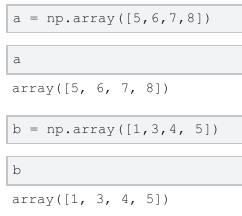 a = np.array([5,6,7,8])
a
array([5, 6, 7, 8])
b = np.array([1,3,4, 5])
b
array([1, 3, 4, 5])